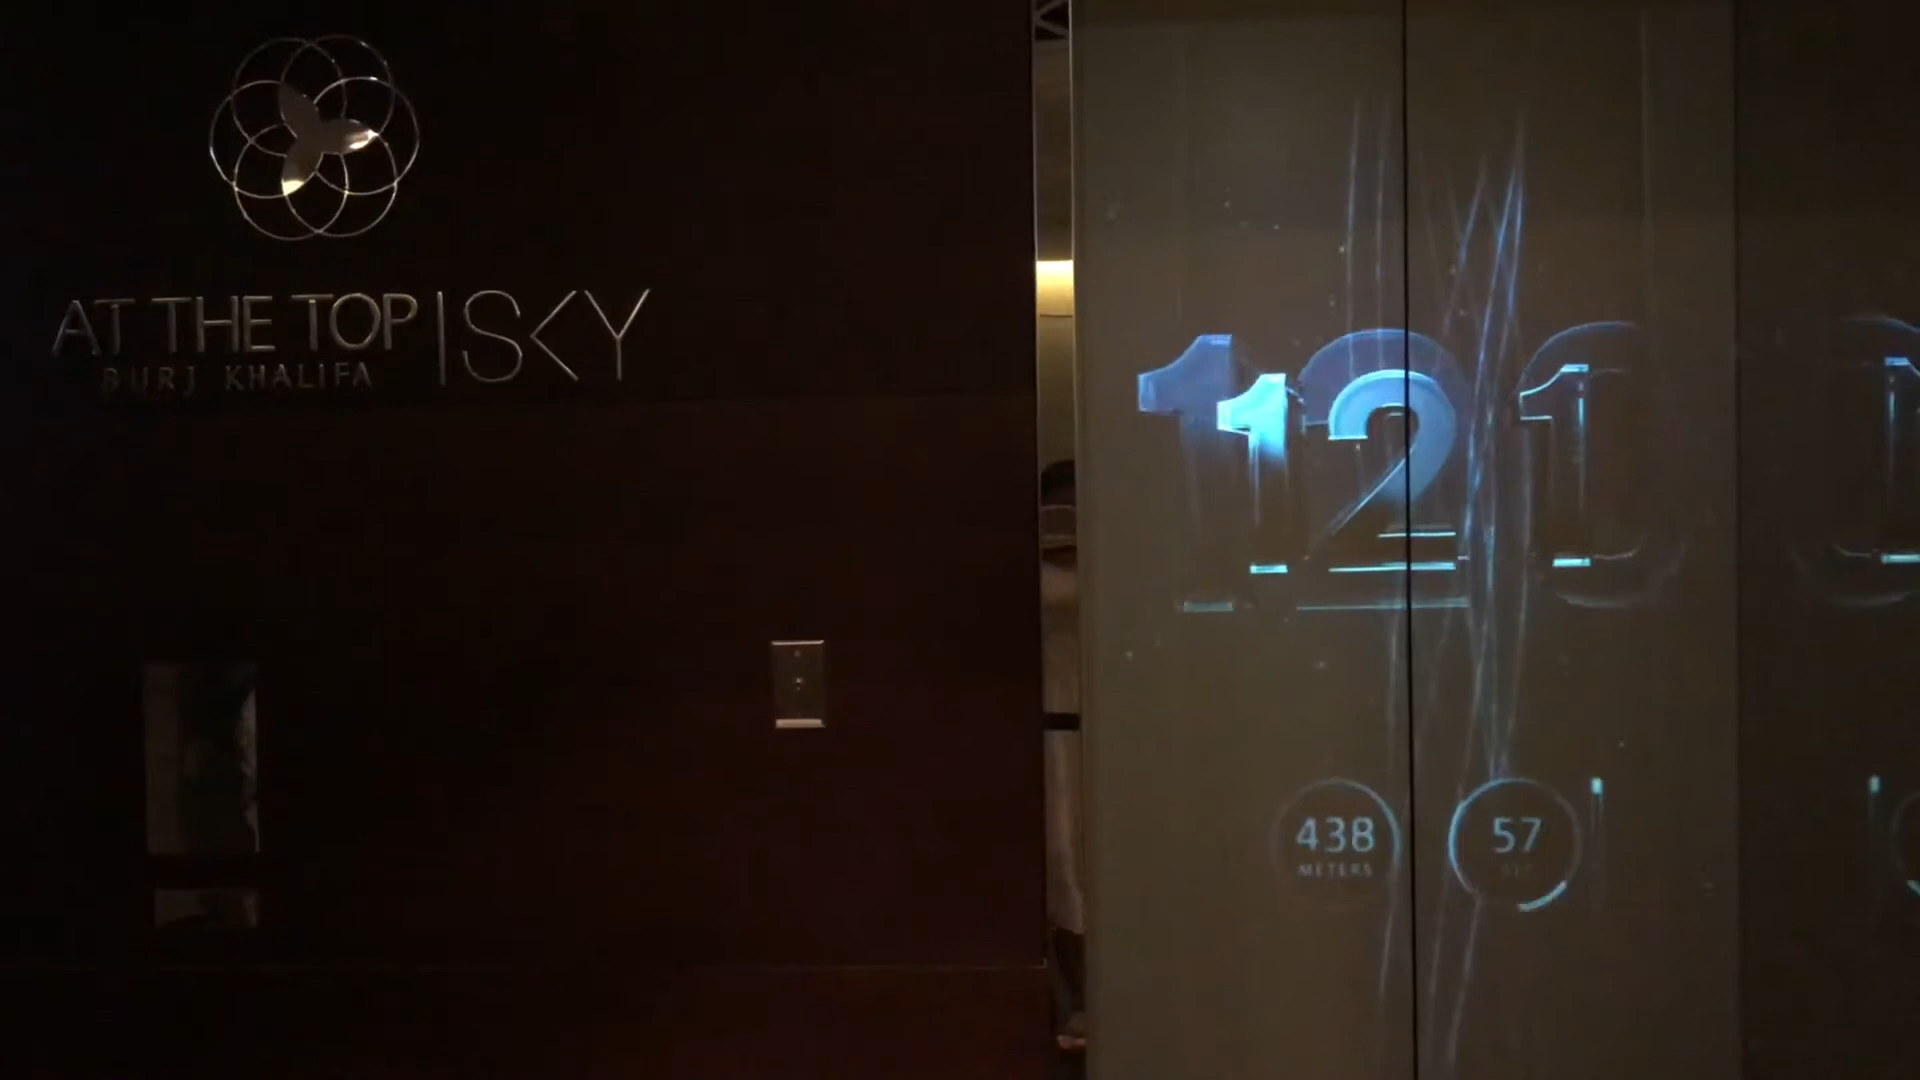 AT THE TOP | SKY
BURJ KHALIFA
121
438
METERS
57